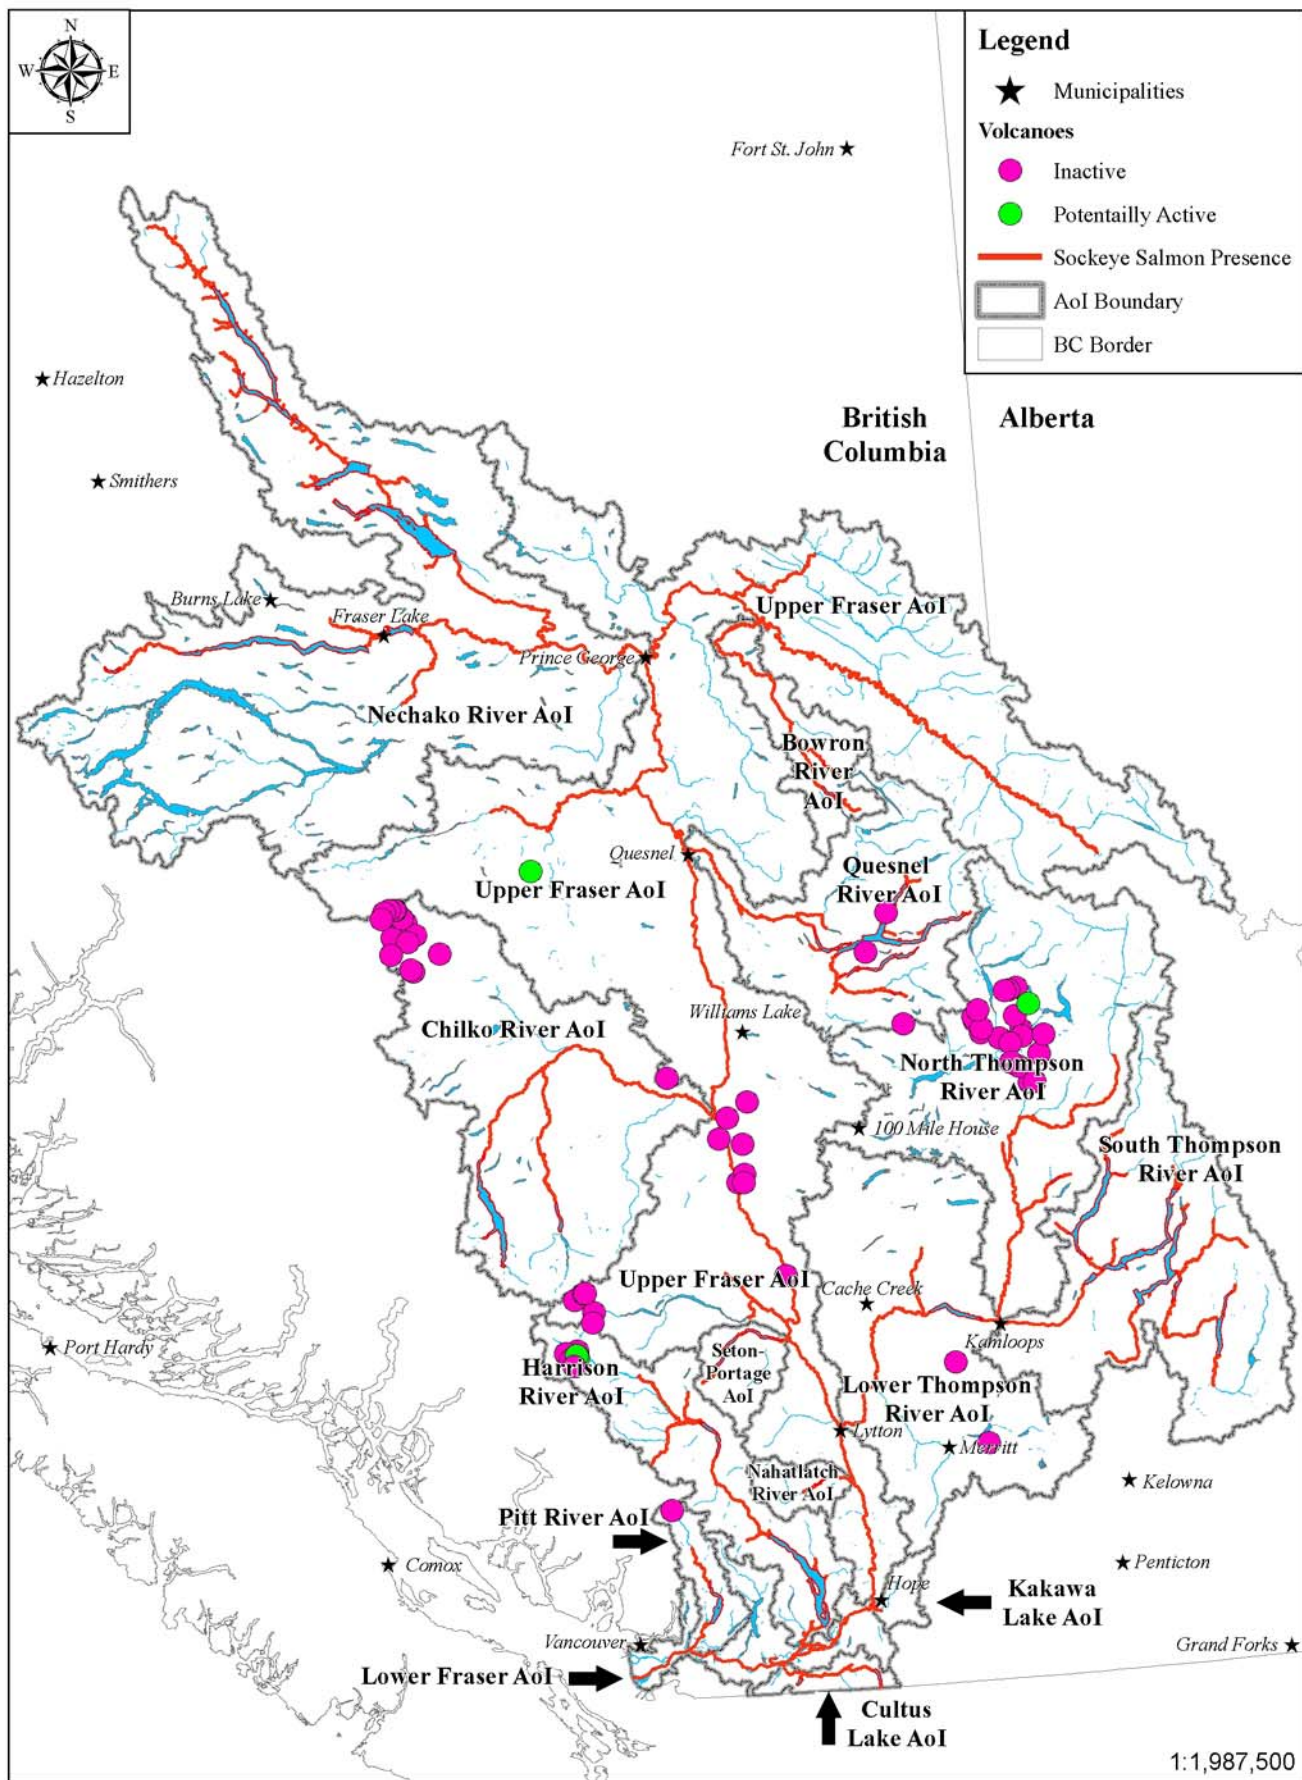 N
W
E
S
Legend
Municipalities
Volcanoes
Inactive
Potentailly Active
Sockeye Salmon Presence
AoI Boundary
BC Border
Fort St. John
Hazelton
British
Columbia
Alberta
Smithers
Burns Lake
Fraser Lake
Upper Fraser AoI
Prince George
Nechako River AoI
Bowron
River
AoI
Quesnel
Upper Fraser AoI
Quesnel
River AoI
Chilko River AoI
Williams Lake
North Thompson
River AoI
100 Mile House
South Thompson
River AoI
Upper Fraser AoI
Cache Creek
Port Hardy
Kamloops
Harrison
River AoI
Seton-
Portage
AoI
Lower Thompson
River AoI
Lytton
Merritt
Nahatlatch
River AoI
Kelowna
Pitt River AoI
Comox
Penticton
Hope
Kakawa
Lake AoI
Vancouver
Grand Forks
Lower Fraser AoI
Cultus
Lake AoI
1:1,987,500